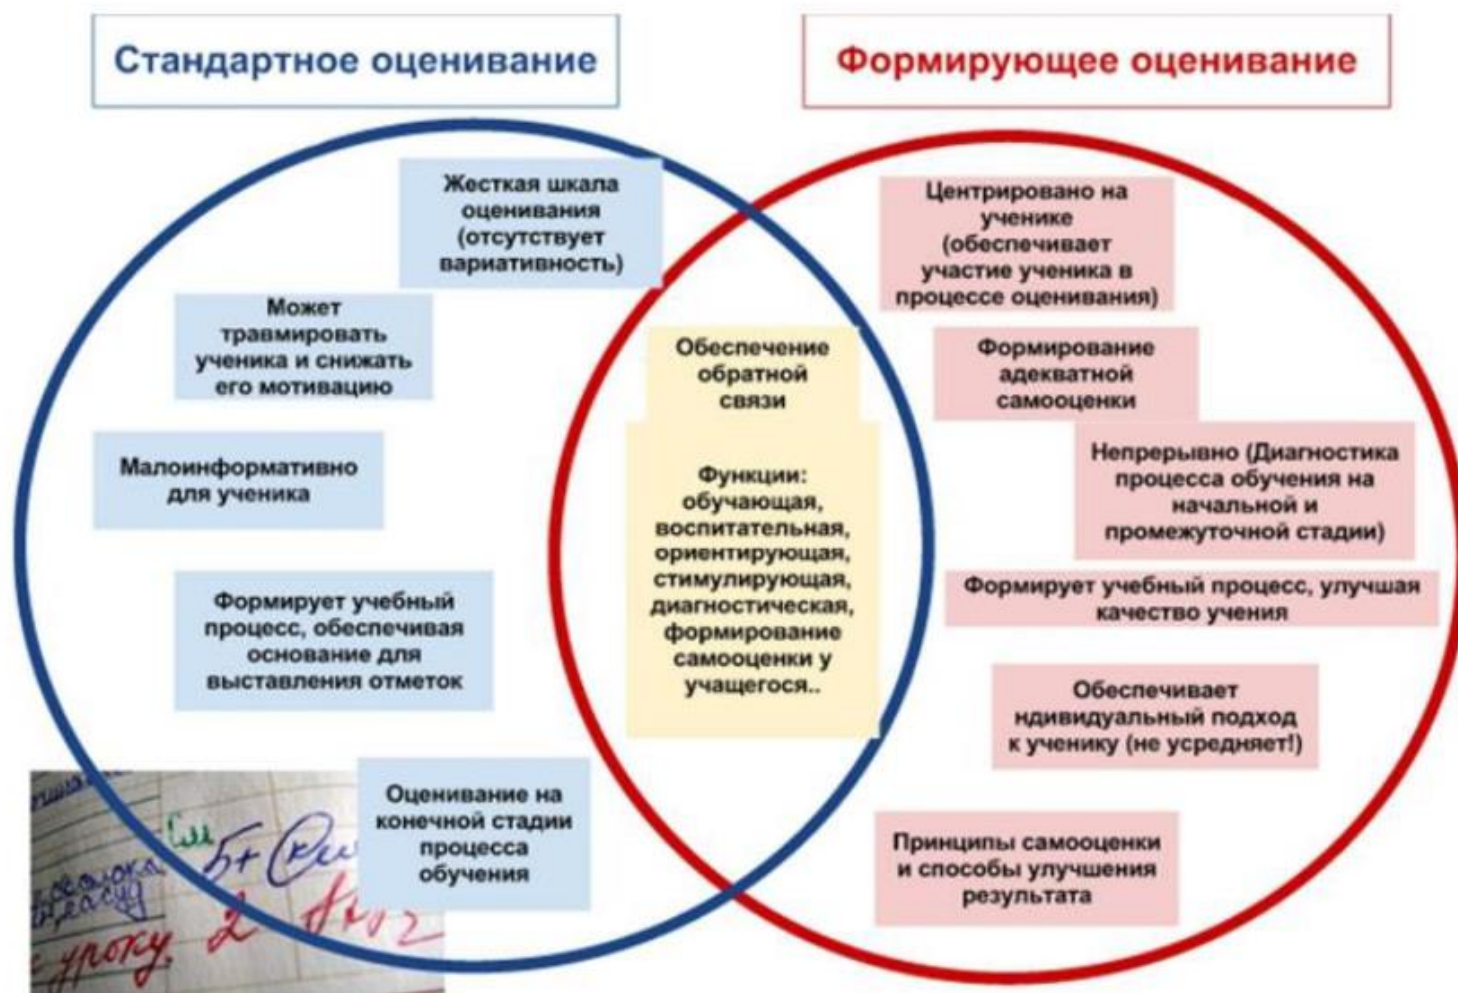 Стандартное оценивание
Формирующее оценивание
Жесткая шкала
оценивания
(отсутствует
вариативность)
Может
травмировать
ученика и снижать
его мотивацию
Малоинформативно
для ученика
Формирует учебный
процесс, обеспечивая
основание для
выставления отметок
Оценивание на
конечной стадии
процесса
обучения
Обеспечение
обратной
связи
Функции:
обучающая,
воспитательная,
ориентирующая,
стимулирующая,
диагностическая,
формирование
самооценки у
учащегося..
Центрировано на
ученике
(обеспечивает
участие ученика в
процессе оценивания)
Формирование
адекватной
самооценки
Непрерывно (Диагностика
процесса обучения на
начальной и
промежуточной стадии)
Формирует учебный процесс, улучшая
качество учения
Обеспечивает
ндивидуальный подход
к ученику (не усредняет!)
Принципы самооценки
и способы улучшения
результата
5+
уроку. 2